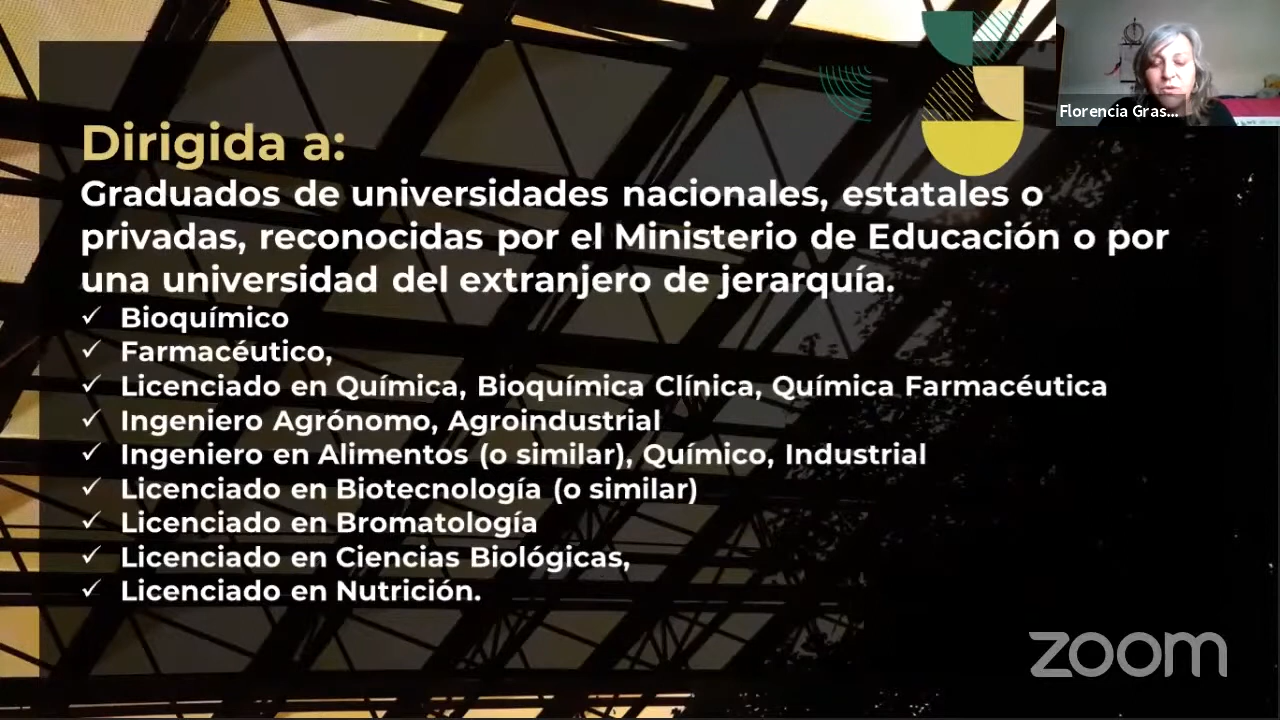 Dirigida a:
Graduados de universidades nacionales, estatales o
privadas, reconocidas por el Ministerio de Educación o por
una universidad del extranjero de jerarquía.
✓ Bioquímico
✓ Farmacéutico,
✓ Licenciado en Química, Bioquímica Clínica, Química Farmacéutica
✓ Ingeniero Agrónomo, Agroindustrial
✓ Ingeniero en Alimentos (o similar), Químico, Industrial
✓ Licenciado en Biotecnología (o similar)
✓ Licenciado en Bromatología
✓ Licenciado en Ciencias Biológicas,
✓ Licenciado en Nutrición.
Florencia Gras...
zoom